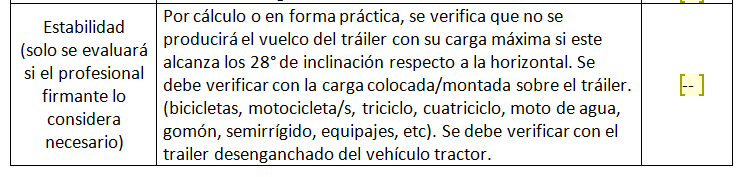 Estabilidad
(solo se evaluará
si el profesional
firmante lo
considera
necesario)
Por cálculo o en forma práctica, se verifica que no se
producirá el vuelco del tráiler con su carga máxima si este
alcanza los 28° de inclinación respecto a la horizontal. Se
debe verificar con la carga colocada/montada sobre el tráiler.
(bicicletas, motocicleta/s, triciclo, cuatriciclo, moto de agua,
gomón, semirrígido, equipajes, etc). Se debe verificar con el
trailer desenganchado del vehículo tractor.
[-- ]